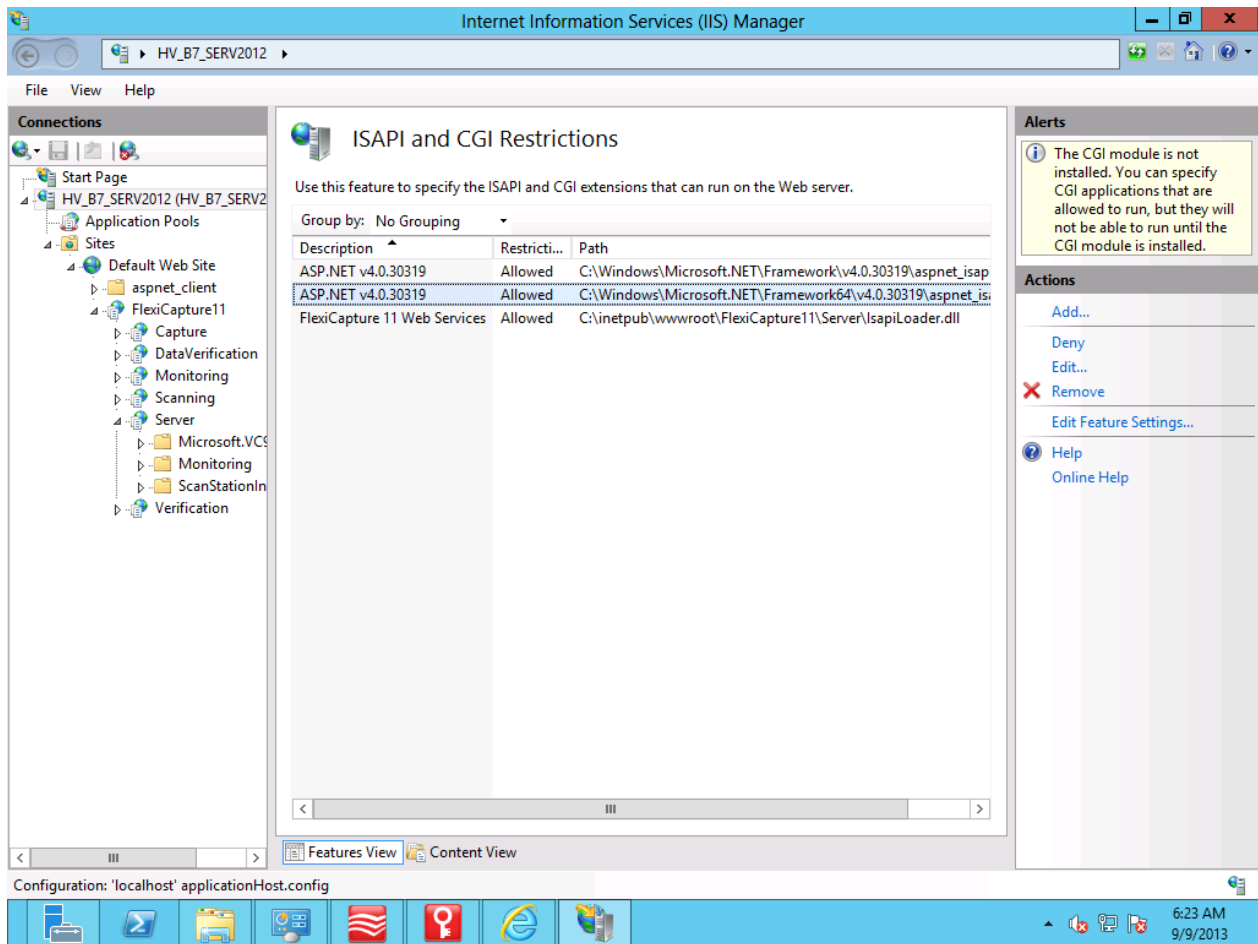 Internet Information Services (IIS) Manager
HV_B7_SERV2012
File View Help
Connections
Start Page
HV_B7_SERV2012 (HV_B7_SERV2
Application Pools
Sites
Default Web Site
aspnet_client
FlexiCapture11
Capture
DataVerification
Monitoring
Scanning
Server
Microsoft.VC9
Monitoring
ScanStationIn
Verification
ISAPI and CGI Restrictions
Use this feature to specify the ISAPI and CGI extensions that can run on the Web server.
Group by: No Grouping
Description Restricti... Path
ASP.NET v4.0.30319 Allowed C:\Windows\Microsoft.NET\Framework\v4.0.30319\aspnet_isap
ASP.NET v4.0.30319 Allowed C:\Windows\Microsoft.NET\Framework64\v4.0.30319\aspnet_isa
FlexiCapture 11 Web Services Allowed C:\inetpub\wwwroot\FlexiCapture11\Server\IsapiLoader.dll
Features View Content View
Alerts
The CGI module is not
installed. You can specify
CGI applications that are
allowed to run, but they will
not be able to run until the
CGI module is installed.
Actions
Add...
Deny
Edit...
Remove
Edit Feature Settings...
Help
Online Help
Configuration: 'localhost' applicationHost.config
6:23 AM
9/9/2013